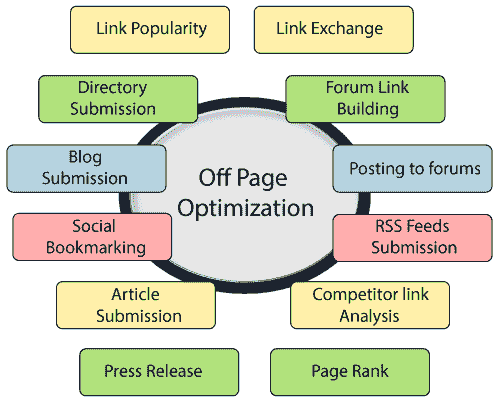 Link Popularity
Link Exchange
Directory
Submission
Forum Link
Building
Blog
Submission
Off Page
Optimization
Posting to forums
Social
Bookmarking
RSS Feeds
Submission
Article
Submission
Competitor link
Analysis
Press Release
Page Rank